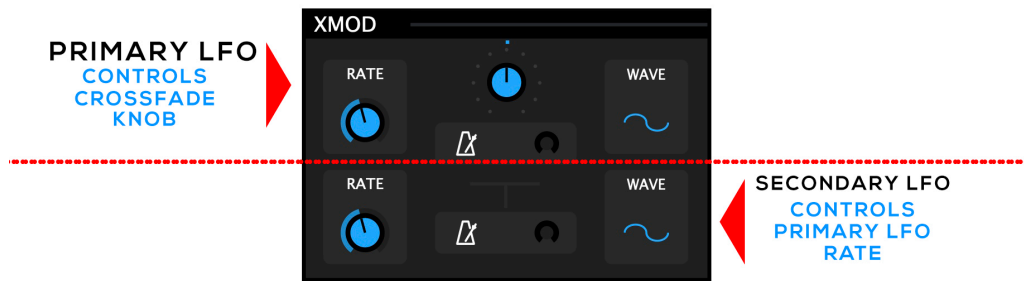 XMOD
PRIMARY LFO
CONTROLS
CROSSFADE
KNOB
RATE
WAVE
RATE
WAVE
SECONDARY LFO
CONTROLS
PRIMARY LFO
RATE